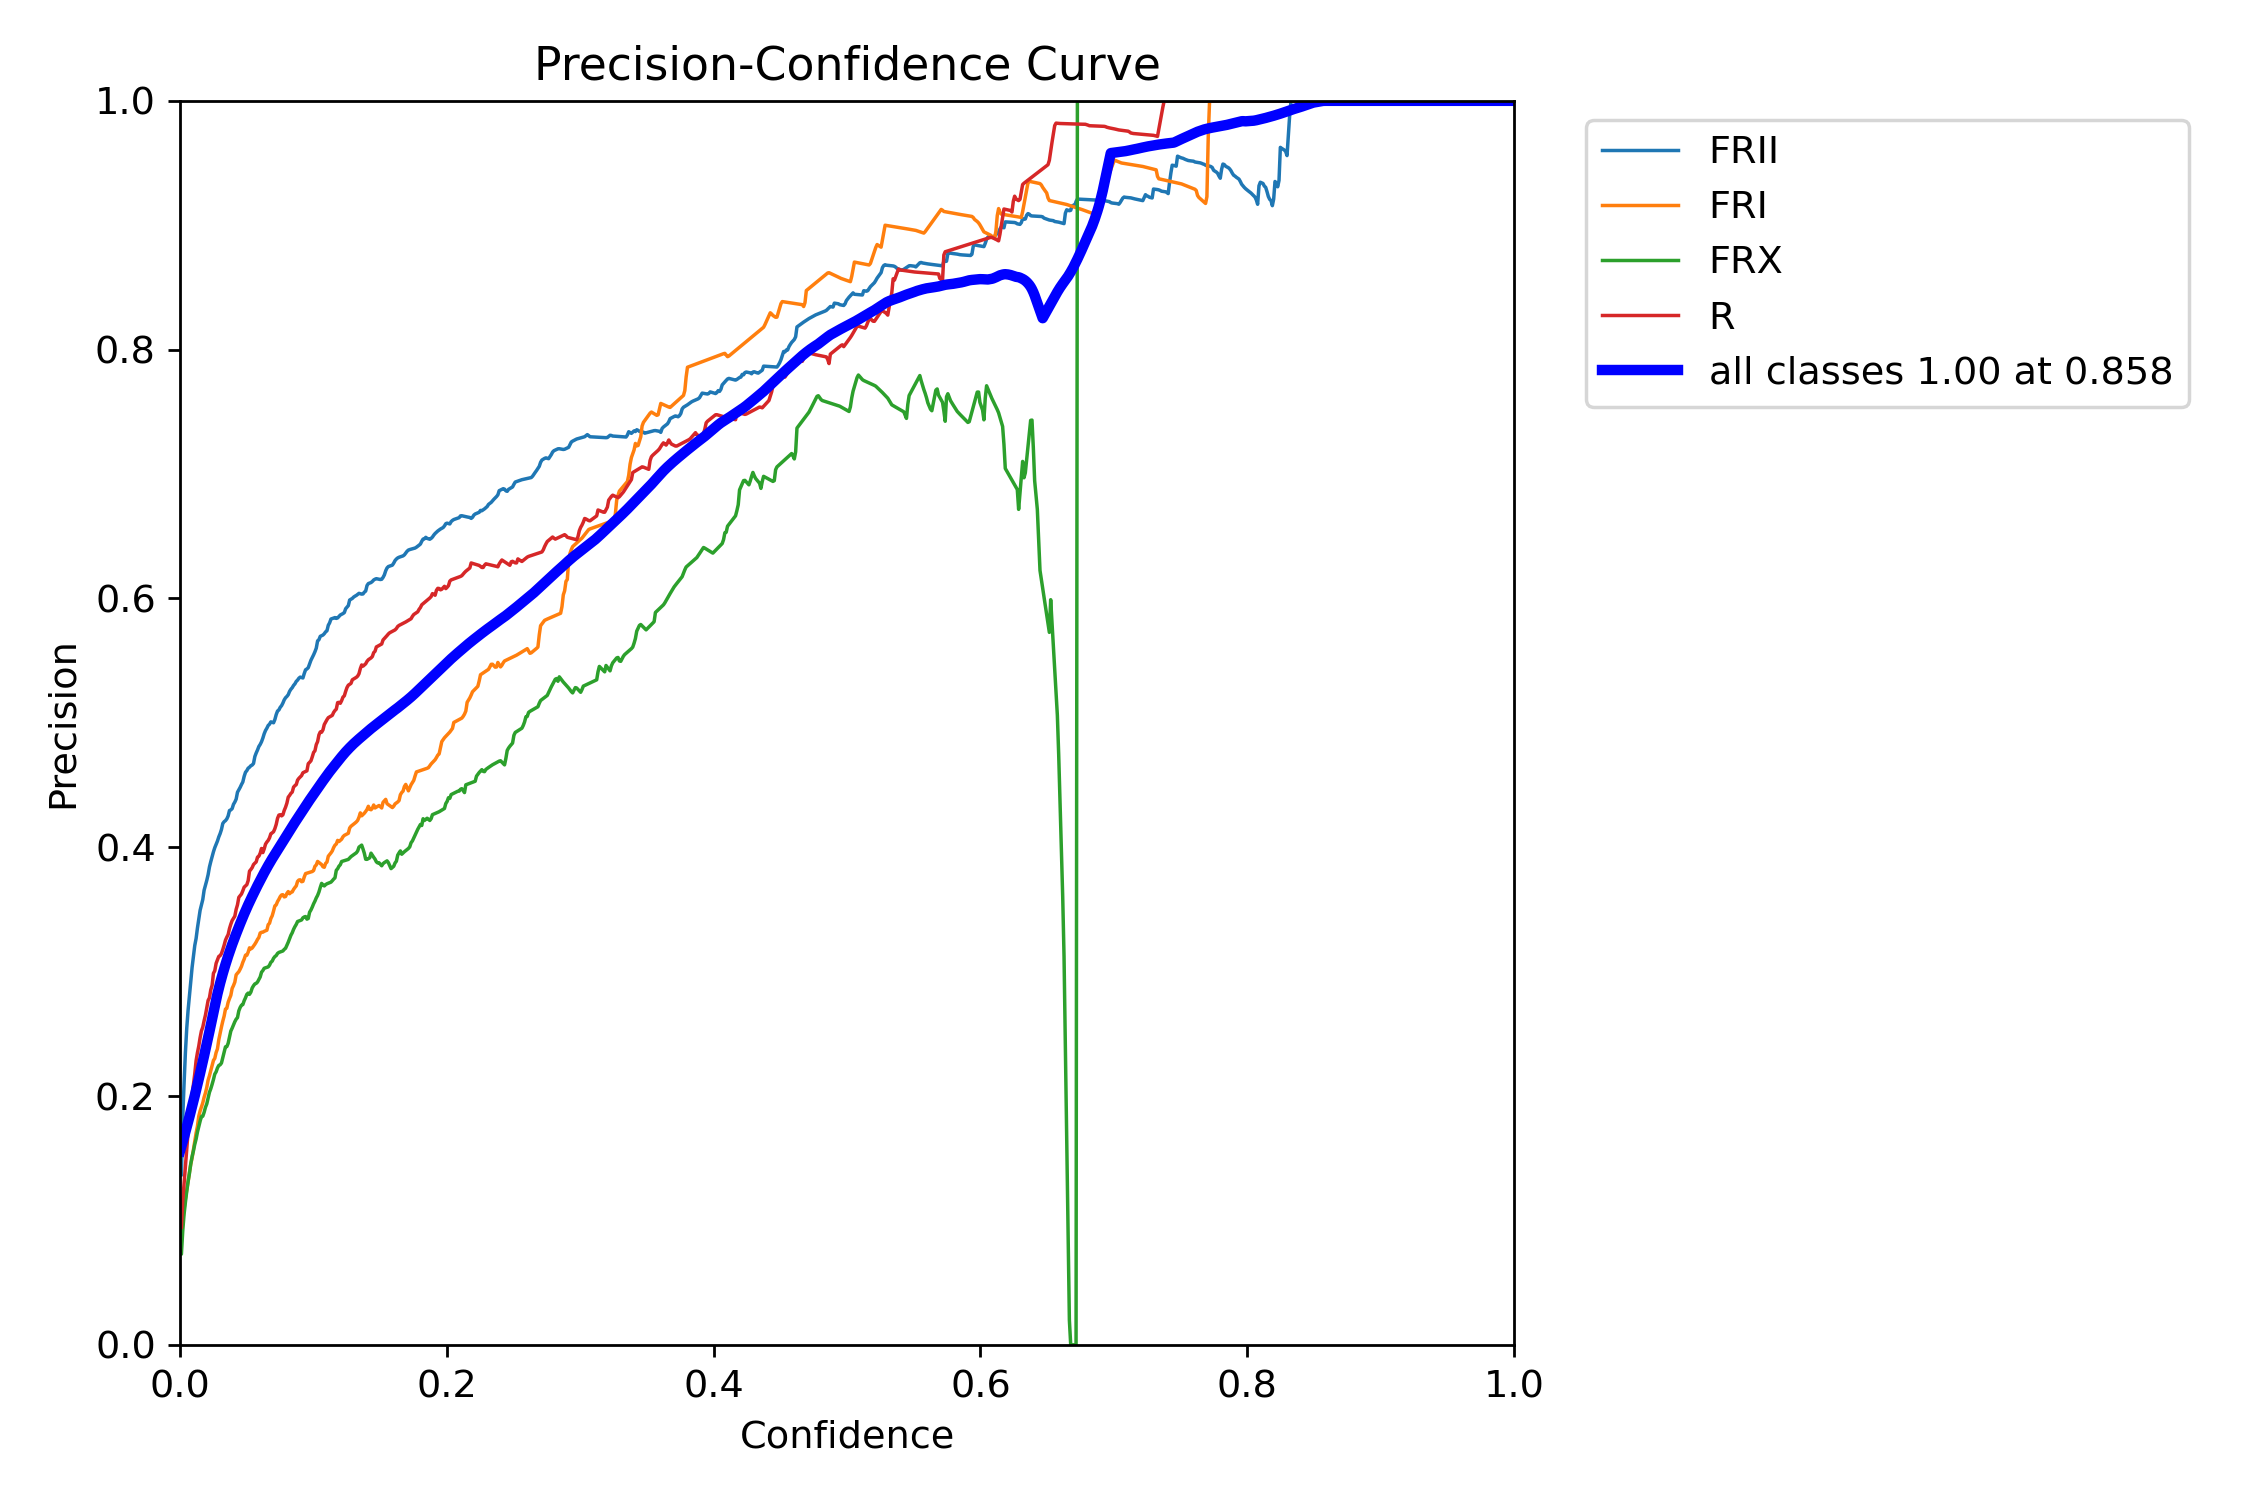 Precision-Confidence Curve
1.0
0.8
0.6
0.4
0.2
0.0
Precision
0.0 0.2 0.4 0.6 0.8 1.0
Confidence
FRII
FRI
FRX
R
all classes 1.00 at 0.858